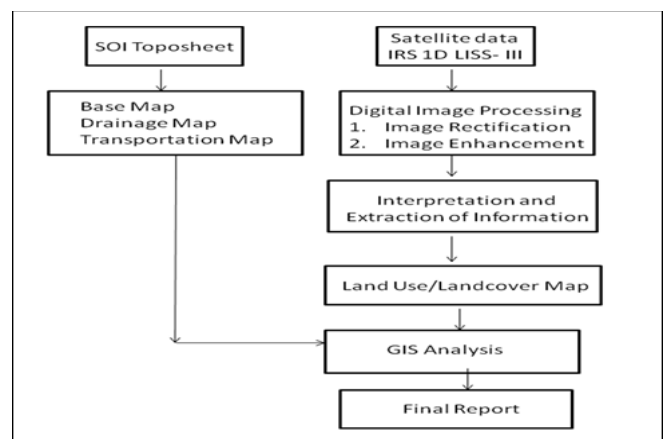 SOI Toposheet
Base Map
Drainage Map
Transportation Map
Satellite data
IRS 1D LISS- III
Digital Image Processing
1. Image Rectification
2. Image Enhancement
Interpretation and
Extraction of Information
Land Use/Landcover Map
GIS Analysis
Final Report